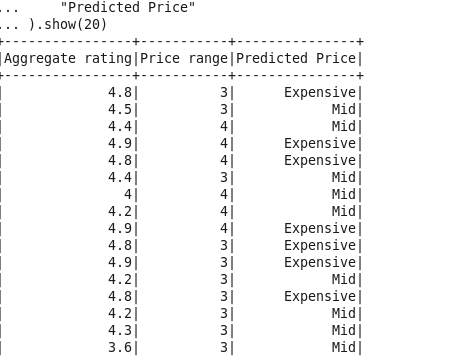 ...     "Predicted Price"
... ).show(20)
+----------------+-----------+---------------+
|Aggregate rating|Price range|Predicted Price|
+----------------+-----------+---------------+
|             4.8|          3|      Expensive|
|             4.5|          3|            Mid|
|             4.4|          4|            Mid|
|             4.9|          4|      Expensive|
|             4.8|          4|      Expensive|
|             4.4|          3|            Mid|
|               4|          4|            Mid|
|             4.2|          4|            Mid|
|             4.9|          4|      Expensive|
|             4.8|          3|      Expensive|
|             4.9|          3|      Expensive|
|             4.2|          3|            Mid|
|             4.8|          3|      Expensive|
|             4.2|          3|            Mid|
|             4.3|          3|            Mid|
|             3.6|          3|            Mid|